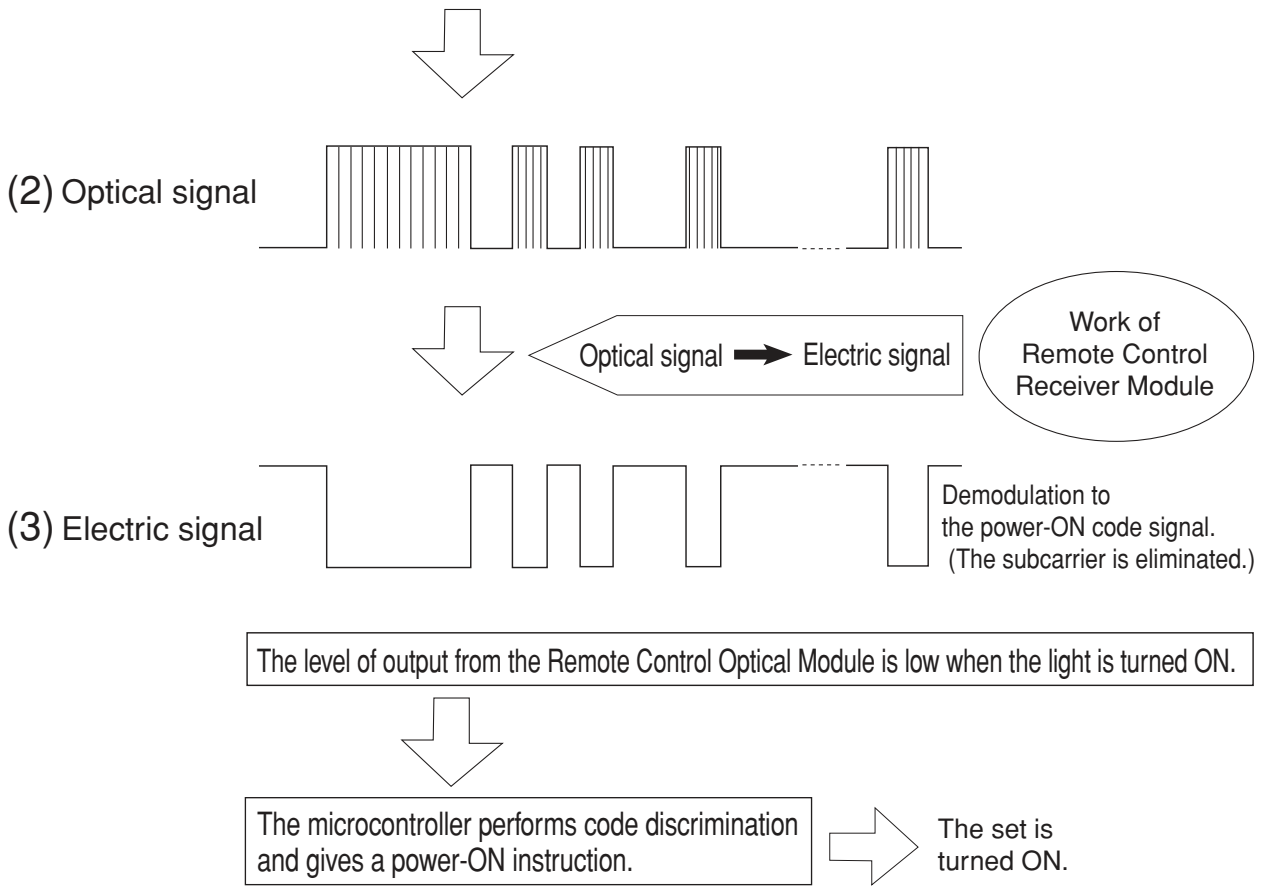 (2) Optical signal
Optical signal
Electric signal
Work of
Remote Control
Receiver Module
(3) Electric signal
Demodulation to
the power-ON code signal.
(The subcarrier is eliminated.)
The level of output from the Remote Control Optical Module is low when the light is turned ON.
The microcontroller performs code discrimination
and gives a power-ON instruction.
The set is
turned ON.